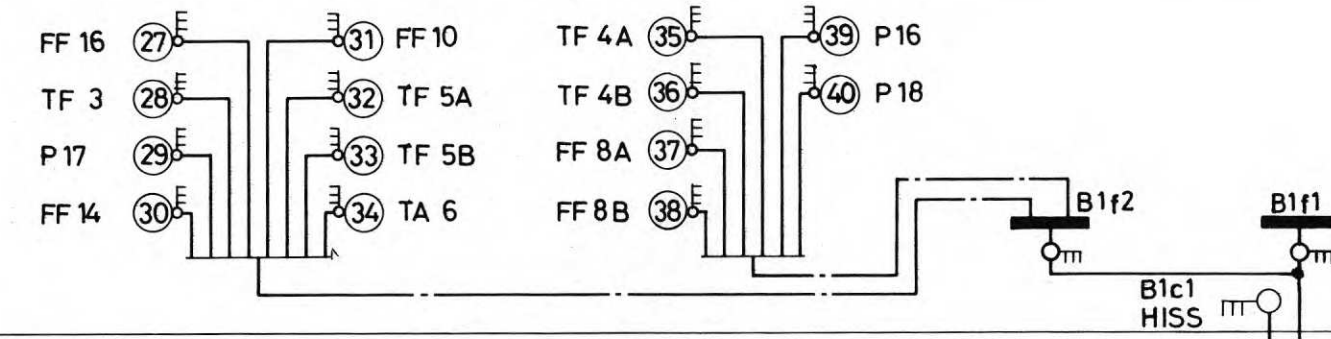 FF 16 27 31 FF 10
TF 3 28 32 TF 5A
P 17 29 33 TF 5B
FF 14 30 34 TA 6
TF 4A 35 39 P16
TF 4B 36 40 P 18
FF 8A 37
FF 8B 38
B1f2
B1f1
B1c1
HISS